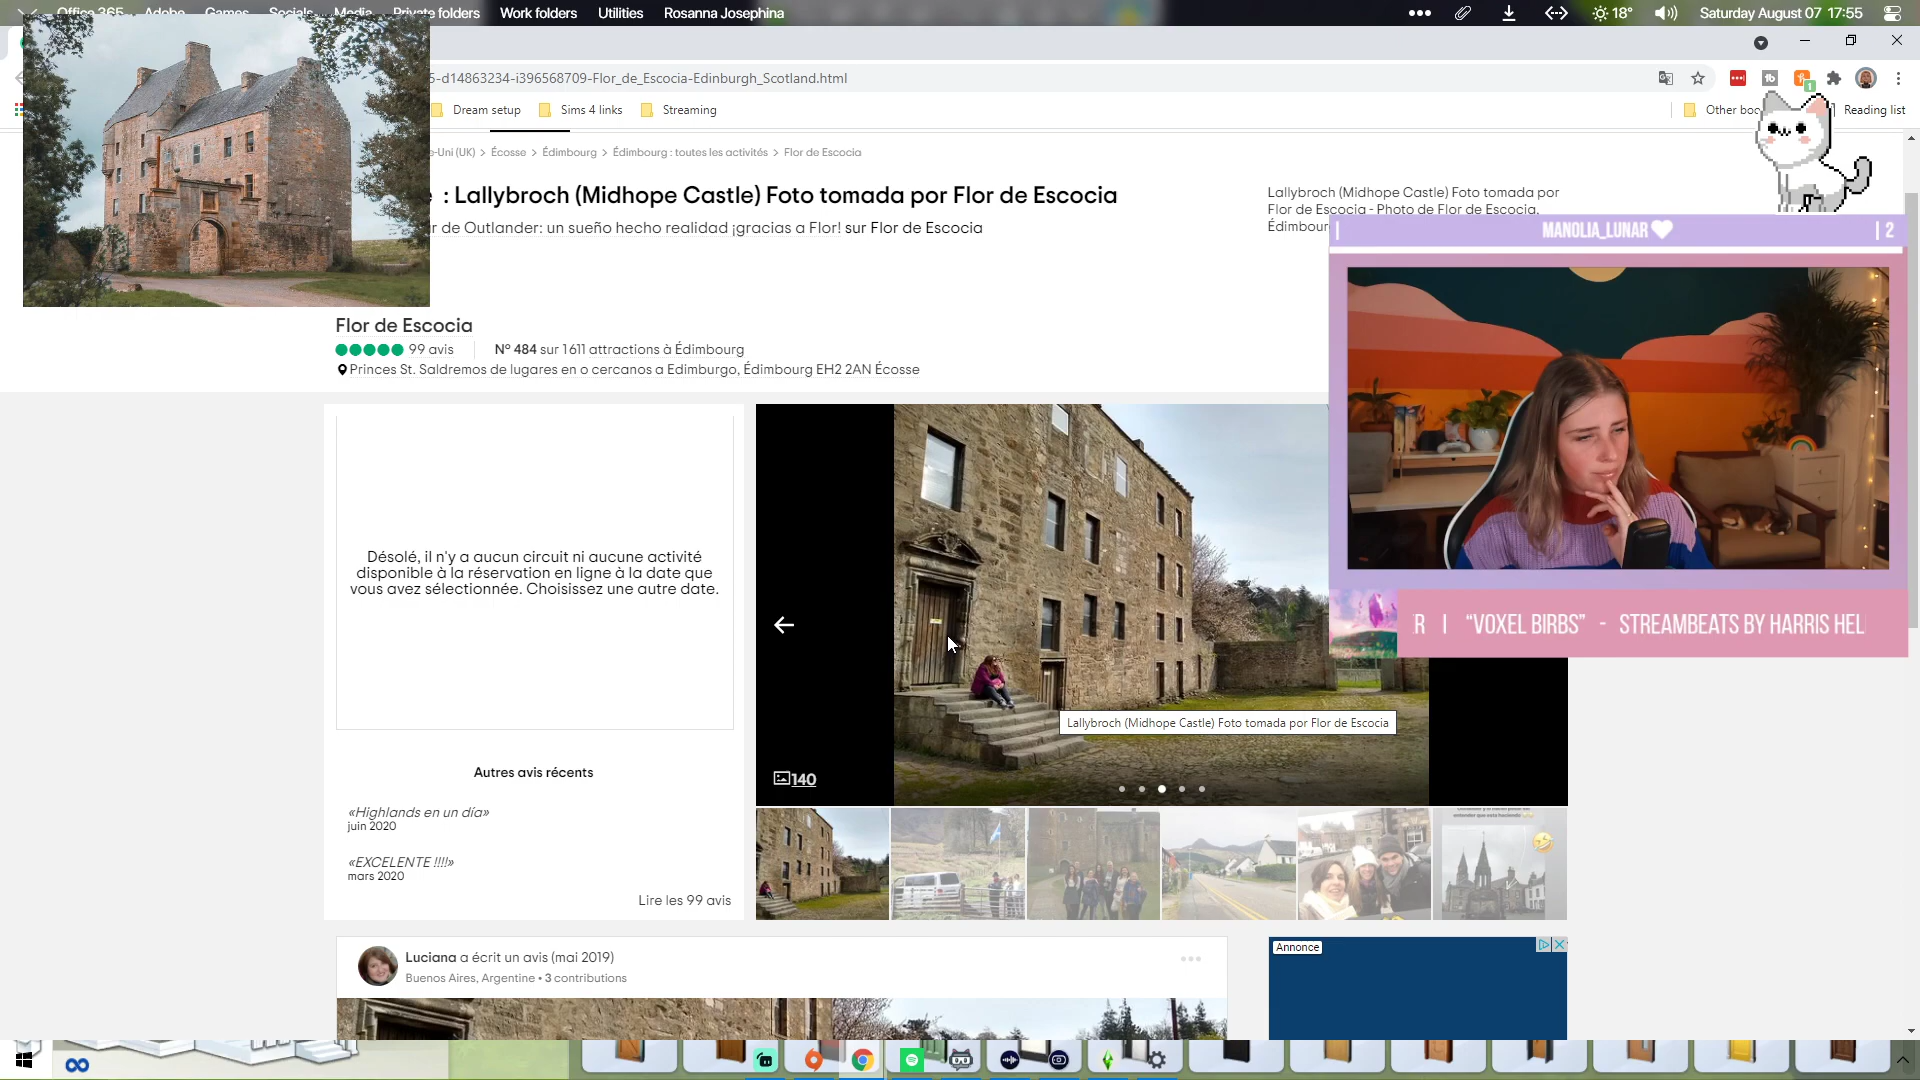 Office 365 Adobe Games Socials Media Private folders Work folders Utilities Rosanna Josephina
18° Saturday August 07 17:55
5-d14863234-i396568709-Flor_de_Escocia-Edinburgh_Scotland.html
Dream setup Sims 4 links Streaming Other boo Reading list
-Uni (UK) > Écosse > Édimbourg > Édimbourg : toutes les activités > Flor de Escocia
: Lallybroch (Midhope Castle) Foto tomada por Flor de Escocia
r de Outlander: un sueño hecho realidad ¡gracias a Flor! sur Flor de Escocia
Lallybroch (Midhope Castle) Foto tomada por
Flor de Escocia - Photo de Flor de Escocia,
Édimbour
MANOLIA_LUNAR | 2
Flor de Escocia
99 avis Nº 484 sur 1 611 attractions à Édimbourg
Princes St. Saldremos de lugares en o cercanos a Edimburgo, Édimbourg EH2 2AN Écosse
Désolé, il n'y a aucun circuit ni aucune activité
disponible à la réservation en ligne à la date que
vous avez sélectionnée. Choisissez une autre date.
R | "VOXEL BIRBS" - STREAMBEATS BY HARRIS HEL
Lallybroch (Midhope Castle) Foto tomada por Flor de Escocia
140
Autres avis récents
«Highlands en un día»
juin 2020
«EXCELENTE !!!!»
mars 2020
Lire les 99 avis
Luciana a écrit un avis (mai 2019)
Buenos Aires, Argentine • 3 contributions
Annonce